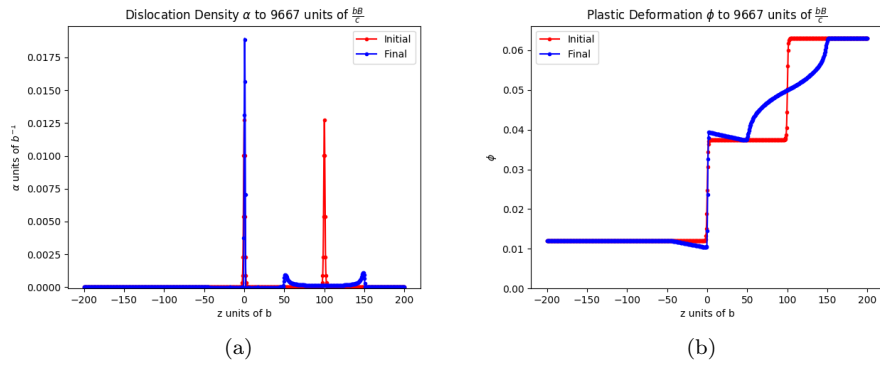 Dislocation Density α to 9667 units of bB/c
Initial
Final
α units of b⁻¹
0.0175
0.0150
0.0125
0.0100
0.0075
0.0050
0.0025
0.0000
−200 −150 −100 −50 0 50 100 150 200
z units of b
(a)
Plastic Deformation ϕ to 9667 units of bB/c
Initial
Final
ϕ
0.06
0.05
0.04
0.03
0.02
0.01
0.00
−200 −150 −100 −50 0 50 100 150 200
z units of b
(b)